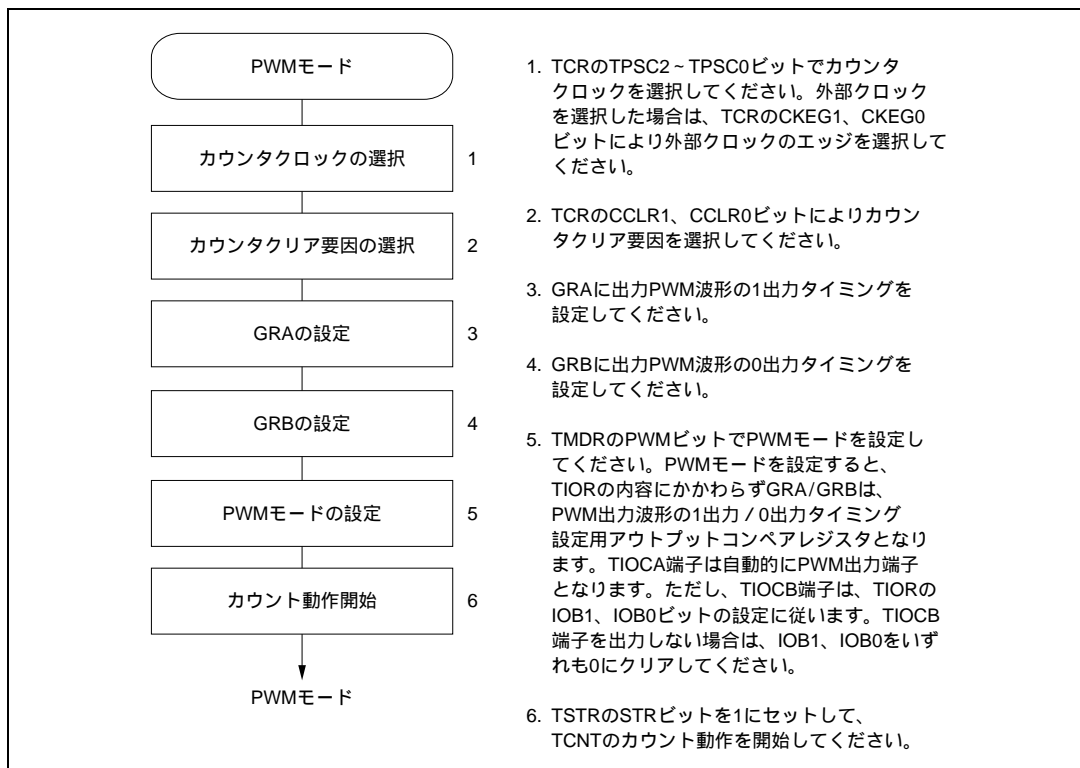 PWMモード
カウンタクロックの選択 1
カウンタクリア要因の選択 2
GRAの設定 3
GRBの設定 4
PWMモードの設定 5
カウント動作開始 6
PWMモード
1. TCRのTPSC2~TPSC0ビットでカウンタ
クロックを選択してください。外部クロック
を選択した場合は、TCRのCKEG1、CKEG0
ビットにより外部クロックのエッジを選択して
ください。
2. TCRのCCLR1、CCLR0ビットによりカウン
タクリア要因を選択してください。
3. GRAに出力PWM波形の1出力タイミングを
設定してください。
4. GRBに出力PWM波形の0出力タイミングを
設定してください。
5. TMDRのPWMビットでPWMモードを設定し
てください。PWMモードを設定すると、
TIORの内容にかかわらずGRA/GRBは、
PWM出力波形の1出力/0出力タイミング
設定用アウトプットコンペアレジスタとなり
ます。TIOCA端子は自動的にPWM出力端子
となります。ただし、TIOCB端子は、TIORの
IOB1、IOB0ビットの設定に従います。TIOCB
端子を出力しない場合は、IOB1、IOB0をいず
れも0にクリアしてください。
6. TSTRのSTRビットを1にセットして、
TCNTのカウント動作を開始してください。